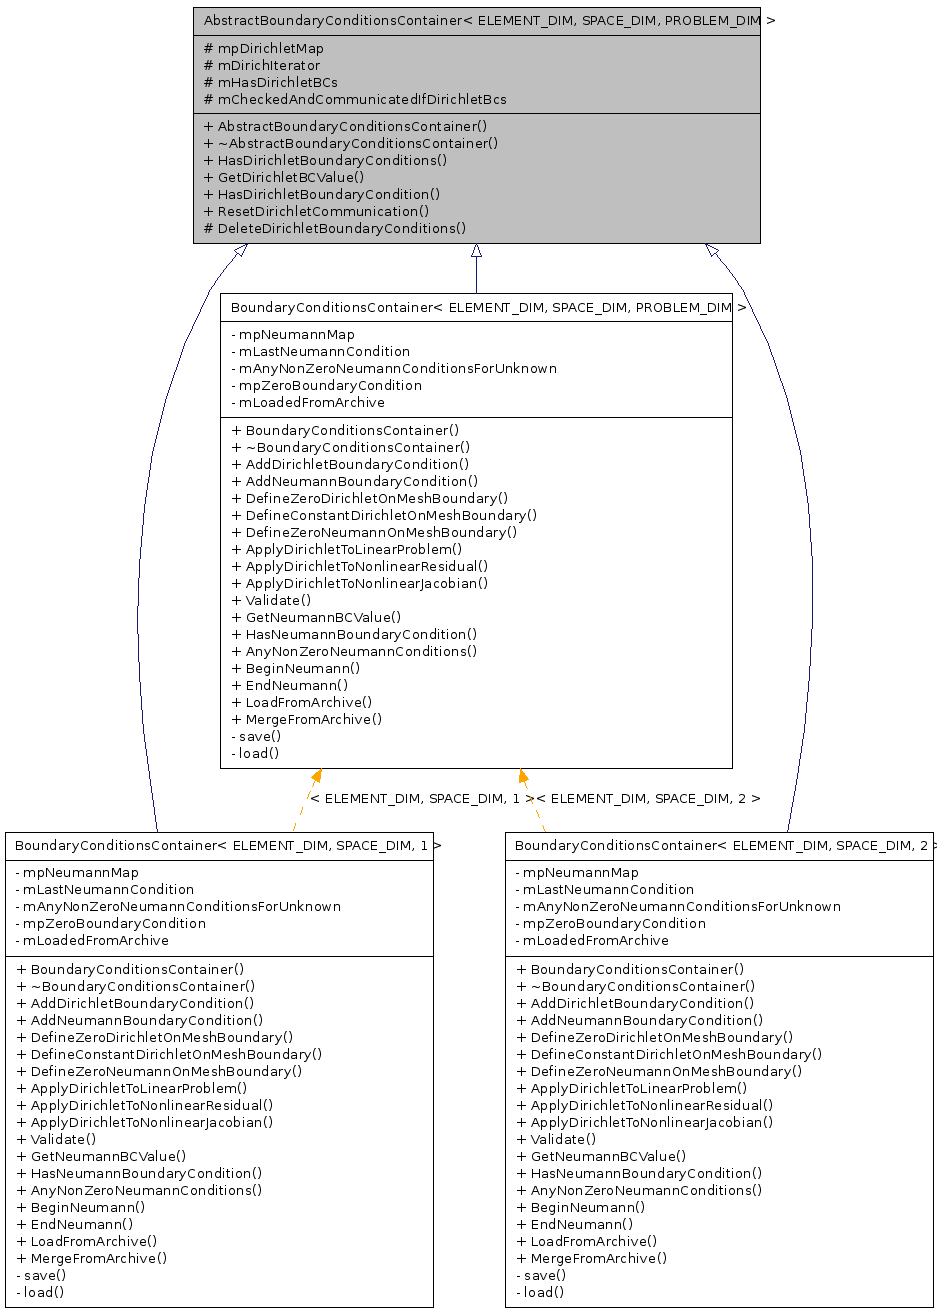 AbstractBoundaryConditionsContainer< ELEMENT_DIM, SPACE_DIM, PROBLEM_DIM >
# mpDirichletMap
# mDirichIterator
# mHasDirichletBCs
# mCheckedAndCommunicatedIfDirichletBcs
+ AbstractBoundaryConditionsContainer()
+ ~AbstractBoundaryConditionsContainer()
+ HasDirichletBoundaryConditions()
+ GetDirichletBCValue()
+ HasDirichletBoundaryCondition()
+ ResetDirichletCommunication()
# DeleteDirichletBoundaryConditions()
BoundaryConditionsContainer< ELEMENT_DIM, SPACE_DIM, PROBLEM_DIM >
- mpNeumannMap
- mLastNeumannCondition
- mAnyNonZeroNeumannConditionsForUnknown
- mpZeroBoundaryCondition
- mLoadedFromArchive
+ BoundaryConditionsContainer()
+ ~BoundaryConditionsContainer()
+ AddDirichletBoundaryCondition()
+ AddNeumannBoundaryCondition()
+ DefineZeroDirichletOnMeshBoundary()
+ DefineConstantDirichletOnMeshBoundary()
+ DefineZeroNeumannOnMeshBoundary()
+ ApplyDirichletToLinearProblem()
+ ApplyDirichletToNonlinearResidual()
+ ApplyDirichletToNonlinearJacobian()
+ Validate()
+ GetNeumannBCValue()
+ HasNeumannBoundaryCondition()
+ AnyNonZeroNeumannConditions()
+ BeginNeumann()
+ EndNeumann()
+ LoadFromArchive()
+ MergeFromArchive()
- save()
- load()
< ELEMENT_DIM, SPACE_DIM, 1 >
< ELEMENT_DIM, SPACE_DIM, 2 >
BoundaryConditionsContainer< ELEMENT_DIM, SPACE_DIM, 1 >
- mpNeumannMap
- mLastNeumannCondition
- mAnyNonZeroNeumannConditionsForUnknown
- mpZeroBoundaryCondition
- mLoadedFromArchive
+ BoundaryConditionsContainer()
+ ~BoundaryConditionsContainer()
+ AddDirichletBoundaryCondition()
+ AddNeumannBoundaryCondition()
+ DefineZeroDirichletOnMeshBoundary()
+ DefineConstantDirichletOnMeshBoundary()
+ DefineZeroNeumannOnMeshBoundary()
+ ApplyDirichletToLinearProblem()
+ ApplyDirichletToNonlinearResidual()
+ ApplyDirichletToNonlinearJacobian()
+ Validate()
+ GetNeumannBCValue()
+ HasNeumannBoundaryCondition()
+ AnyNonZeroNeumannConditions()
+ BeginNeumann()
+ EndNeumann()
+ LoadFromArchive()
+ MergeFromArchive()
- save()
- load()
BoundaryConditionsContainer< ELEMENT_DIM, SPACE_DIM, 2 >
- mpNeumannMap
- mLastNeumannCondition
- mAnyNonZeroNeumannConditionsForUnknown
- mpZeroBoundaryCondition
- mLoadedFromArchive
+ BoundaryConditionsContainer()
+ ~BoundaryConditionsContainer()
+ AddDirichletBoundaryCondition()
+ AddNeumannBoundaryCondition()
+ DefineZeroDirichletOnMeshBoundary()
+ DefineConstantDirichletOnMeshBoundary()
+ DefineZeroNeumannOnMeshBoundary()
+ ApplyDirichletToLinearProblem()
+ ApplyDirichletToNonlinearResidual()
+ ApplyDirichletToNonlinearJacobian()
+ Validate()
+ GetNeumannBCValue()
+ HasNeumannBoundaryCondition()
+ AnyNonZeroNeumannConditions()
+ BeginNeumann()
+ EndNeumann()
+ LoadFromArchive()
+ MergeFromArchive()
- save()
- load()